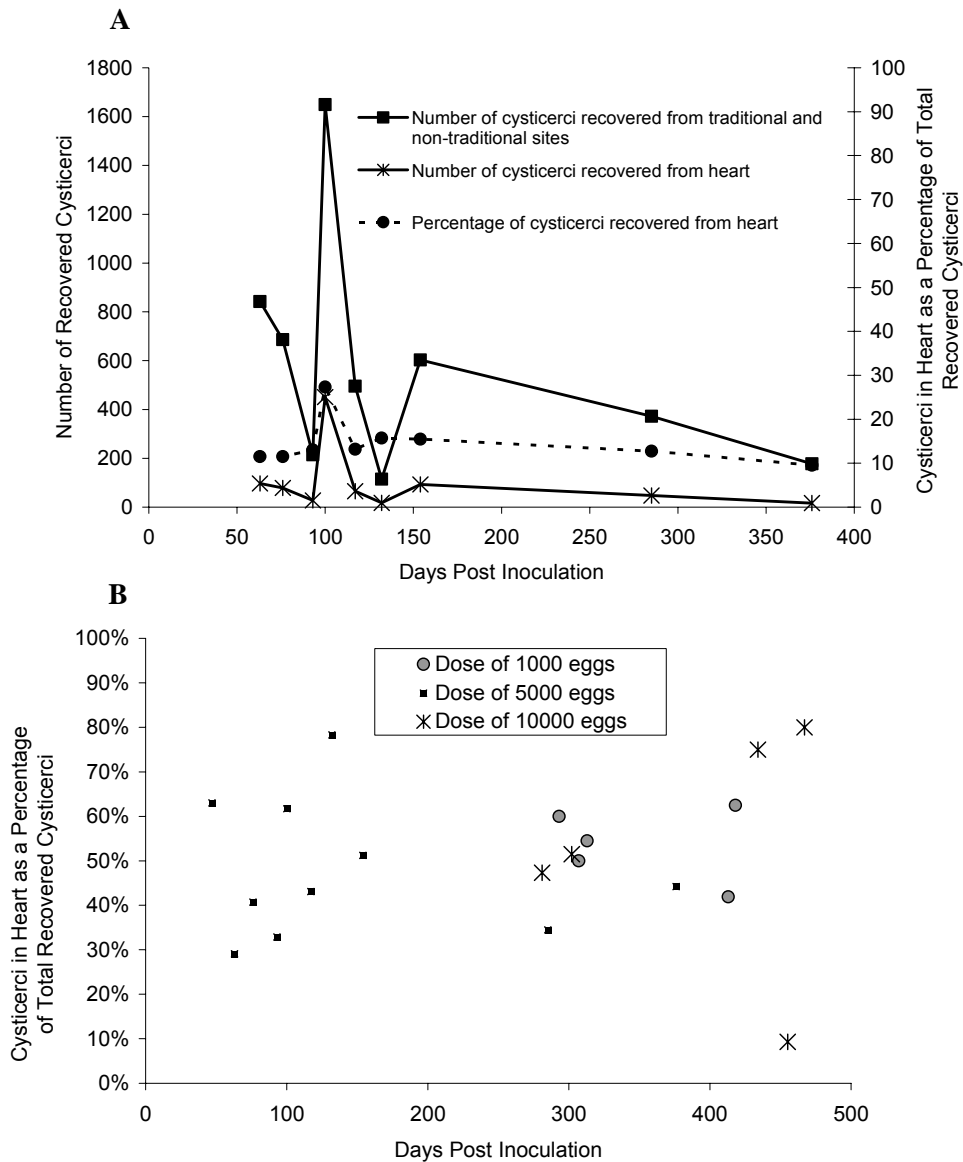 A
1800
1600
1400
1200
1000
800
600
400
200
0
Number of Recovered Cysticerci
100
90
80
70
60
50
40
30
20
10
0
Cysticerci in Heart as a Percentage of Total
Recovered Cysticerci
Number of cysticerci recovered from traditional and
non-traditional sites
Number of cysticerci recovered from heart
Percentage of cysticerci recovered from heart
0 50 100 150 200 250 300 350 400
Days Post Inoculation
B
100%
90%
80%
70%
60%
50%
40%
30%
20%
10%
0%
Cysticerci in Heart as a Percentage
of Total Recovered Cysticerci
Dose of 1000 eggs
Dose of 5000 eggs
Dose of 10000 eggs
0 100 200 300 400 500
Days Post Inoculation